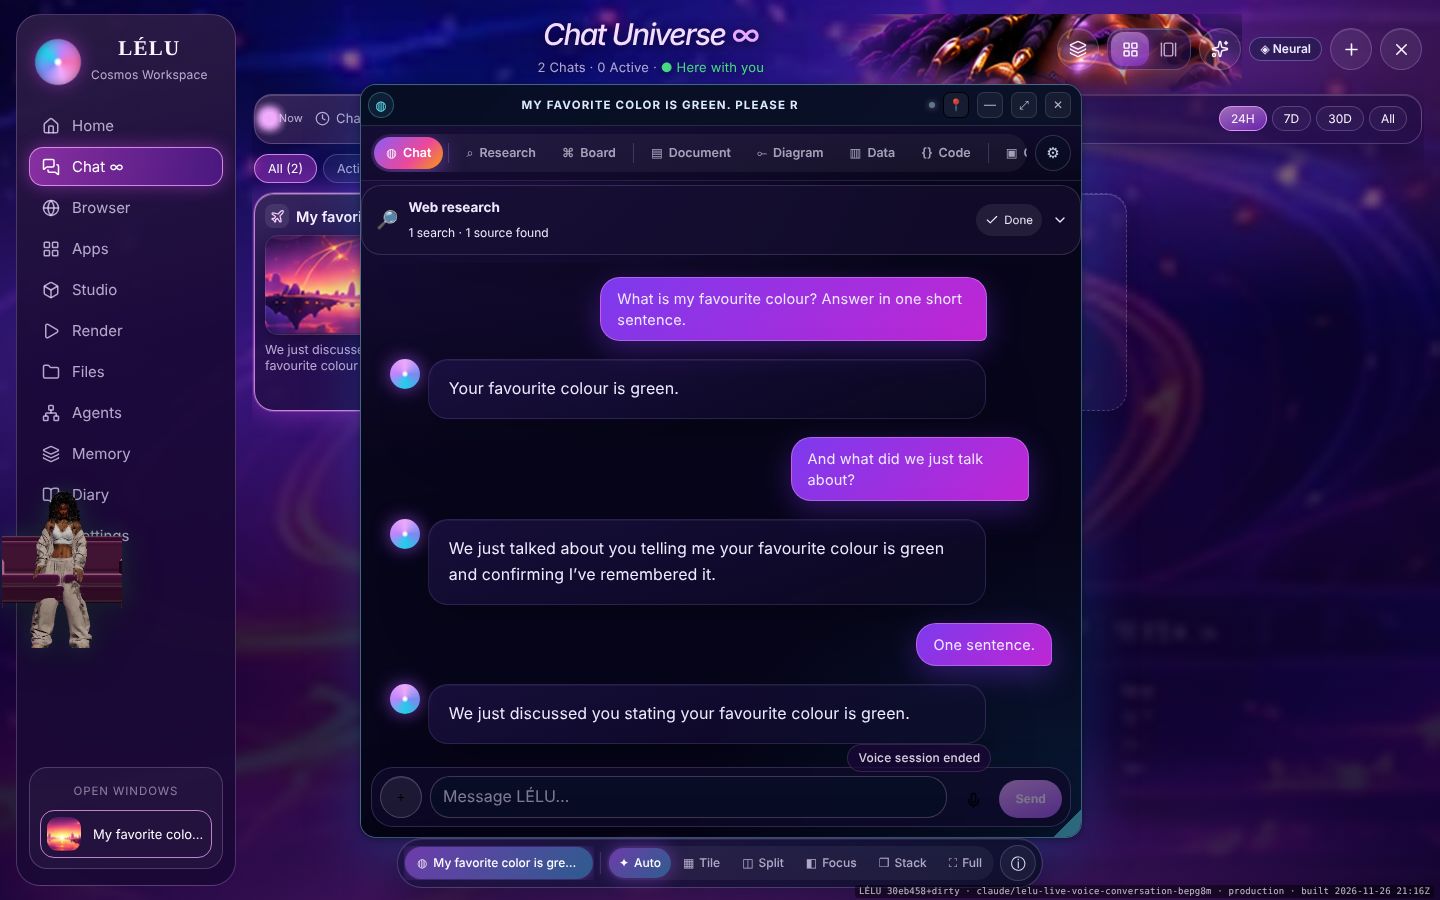 LÉLU
Cosmos Workspace
Home
Chat ∞
Browser
Apps
Studio
Render
Files
Agents
Memory
Diary
OPEN WINDOWS
My favorite colo...
Chat Universe ∞
2 Chats · 0 Active · Here with you
Neural
Now
24H 7D 30D All
All (2)
MY FAVORITE COLOR IS GREEN. PLEASE R
Chat Research Board Document Diagram Data Code
Web research
1 search · 1 source found
Done
What is my favourite colour? Answer in one short
sentence.
Your favourite colour is green.
And what did we just talk
about?
We just talked about you telling me your favourite colour is green
and confirming I've remembered it.
One sentence.
We just discussed you stating your favourite colour is green.
Voice session ended
Message LÉLU...
Send
My favorite color is gre...
Auto Tile Split Focus Stack Full
LÉLU 30eb458+dirty · claude/lelu-live-voice-conversation-bepg8m · production · built 2026-11-26 21:16Z